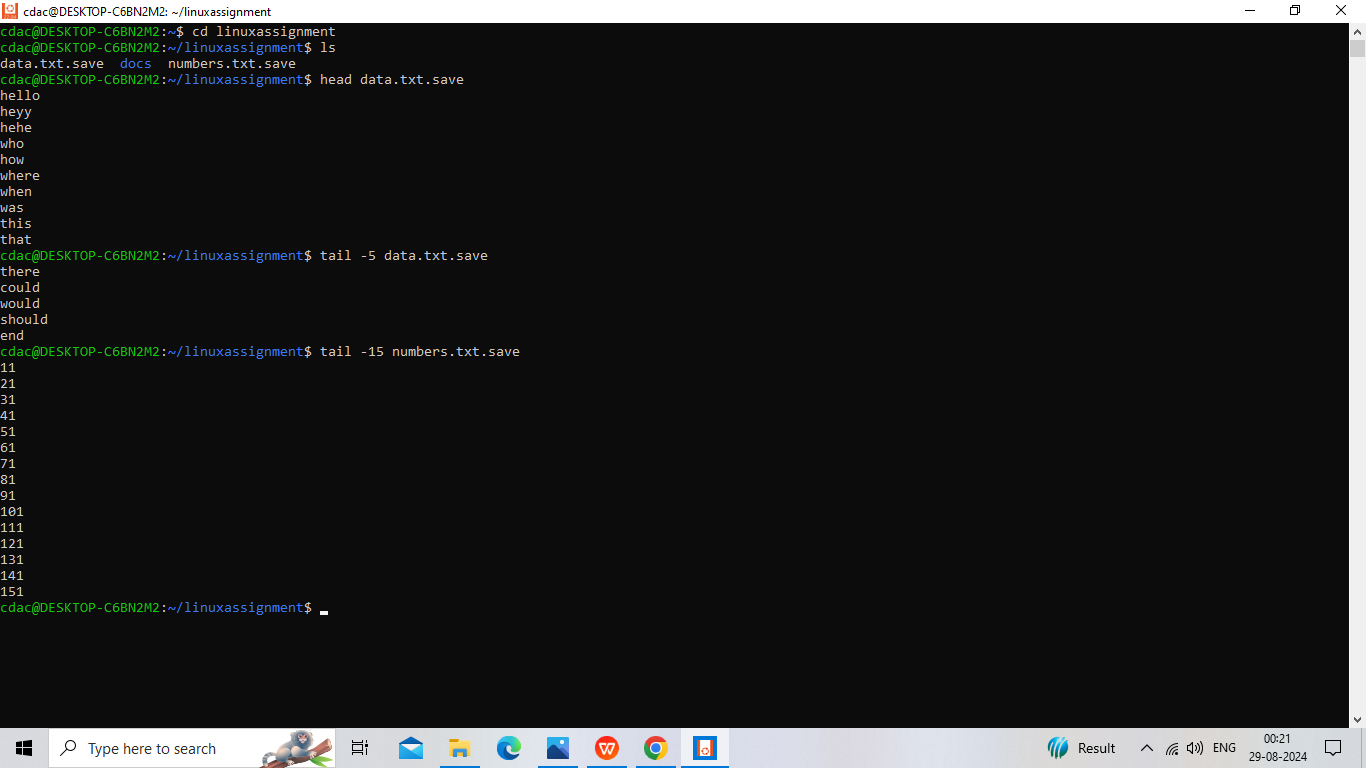 cdac@DESKTOP-C6BN2M2: ~/linuxassignment
cdac@DESKTOP-C6BN2M2:~$ cd linuxassignment
cdac@DESKTOP-C6BN2M2:~/linuxassignment$ ls
data.txt.save  docs  numbers.txt.save
cdac@DESKTOP-C6BN2M2:~/linuxassignment$ head data.txt.save
hello
heyy
hehe
who
how
where
when
was
this
that
cdac@DESKTOP-C6BN2M2:~/linuxassignment$ tail -5 data.txt.save
there
could
would
should
end
cdac@DESKTOP-C6BN2M2:~/linuxassignment$ tail -15 numbers.txt.save
11
21
31
41
51
61
71
81
91
101
111
121
131
141
151
cdac@DESKTOP-C6BN2M2:~/linuxassignment$
Type here to search
Result
ENG
00:21
29-08-2024